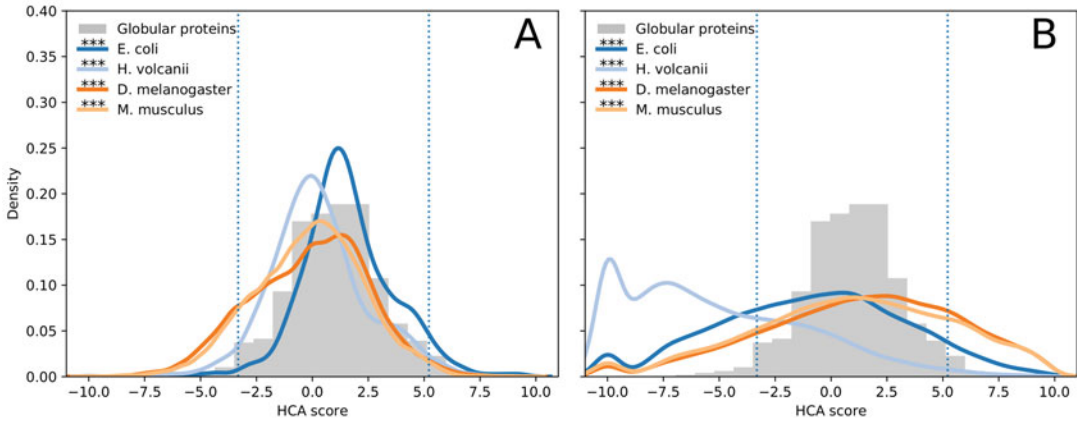 0.40
0.35
0.30
0.25
0.20
0.15
0.10
0.05
0.00
Density
Globular proteins
*** E. coli
*** H. volcanii
*** D. melanogaster
*** M. musculus
A
−10.0 −7.5 −5.0 −2.5 0.0 2.5 5.0 7.5 10.0
HCA score
Globular proteins
*** E. coli
*** H. volcanii
*** D. melanogaster
*** M. musculus
B
−10.0 −7.5 −5.0 −2.5 0.0 2.5 5.0 7.5 10.0
HCA score